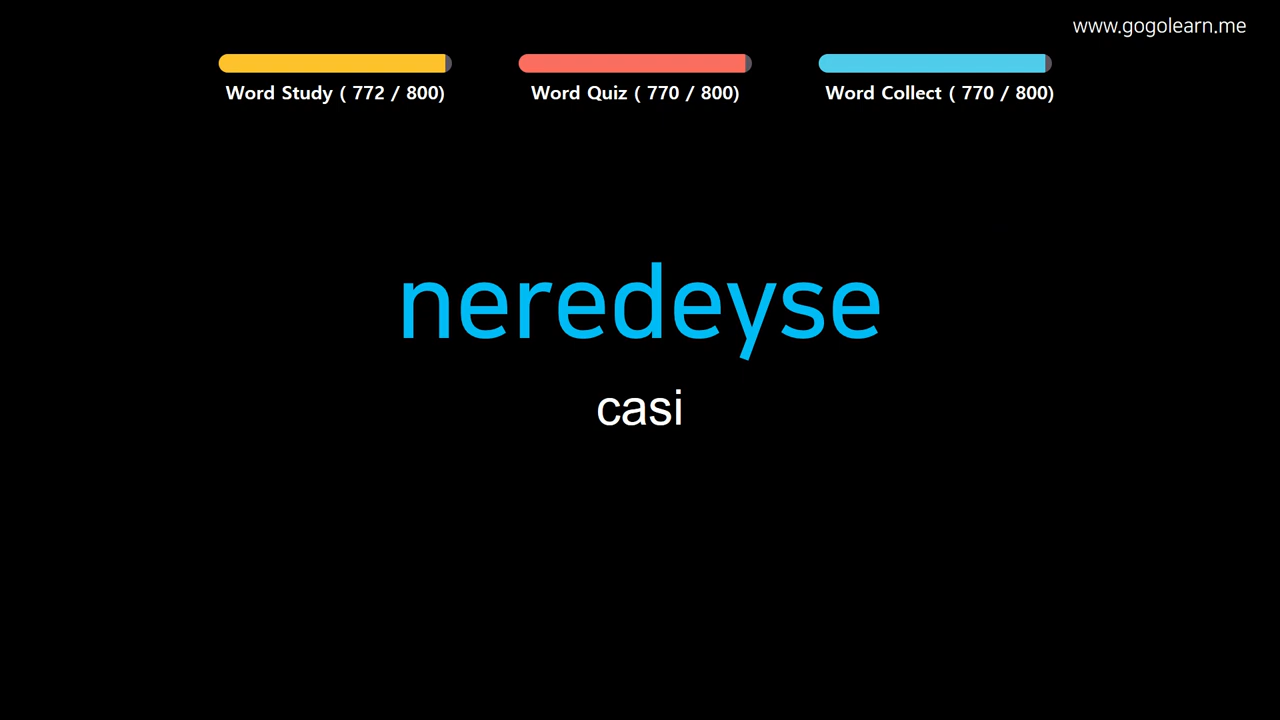 www.gogolearn.me
Word Study ( 772 / 800)
Word Quiz ( 770 / 800)
Word Collect ( 770 / 800)
neredeyse
casi